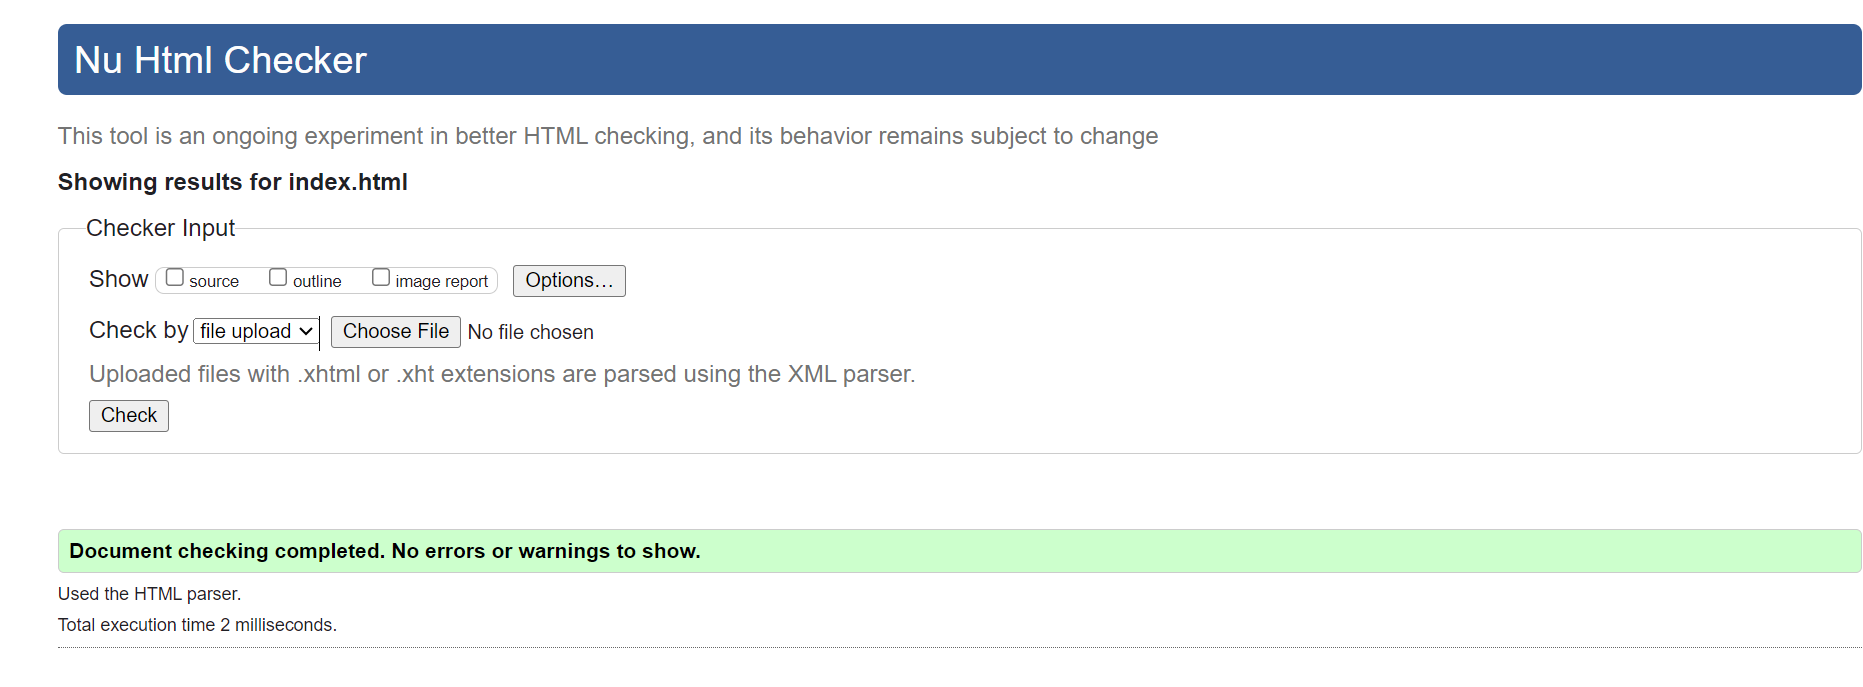 Nu Html Checker
This tool is an ongoing experiment in better HTML checking, and its behavior remains subject to change
Showing results for index.html
Checker Input
Show source outline image report Options…
Check by file upload Choose File No file chosen
Uploaded files with .xhtml or .xht extensions are parsed using the XML parser.
Check
Document checking completed. No errors or warnings to show.
Used the HTML parser.
Total execution time 2 milliseconds.